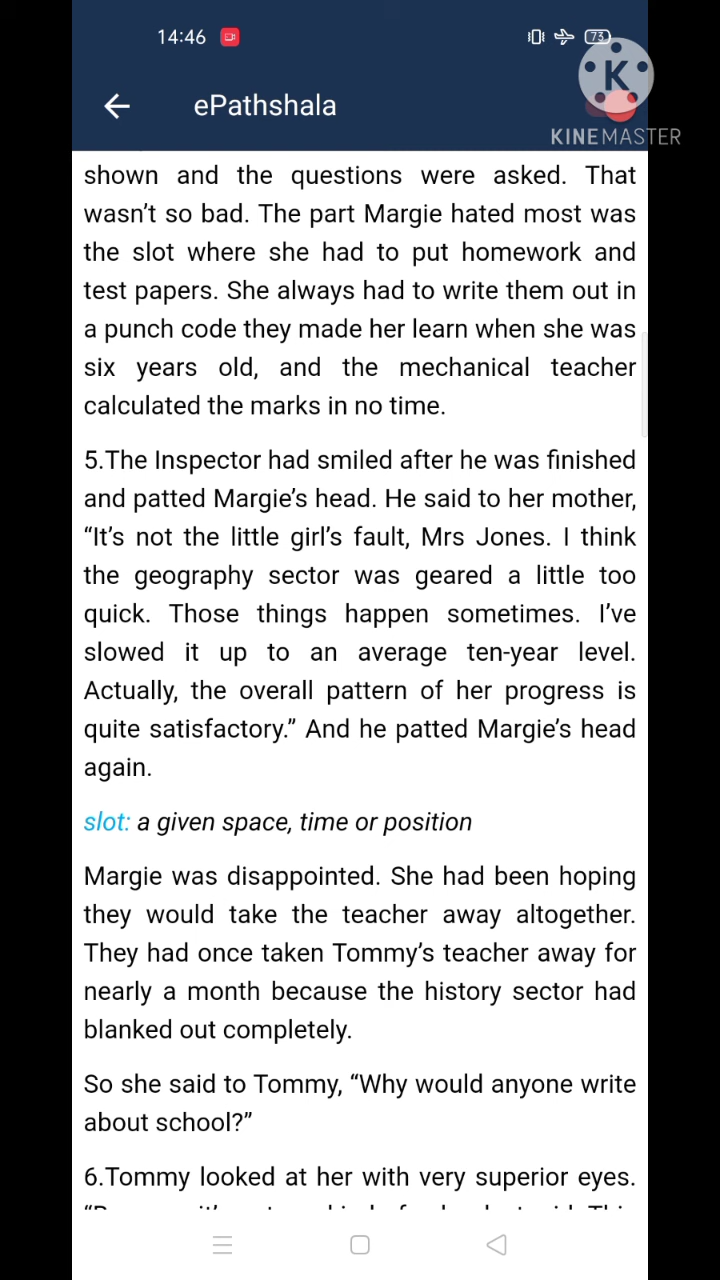 14:46
73
K
ePathshala
KINEMASTER
shown and the questions were asked. That
wasn’t so bad. The part Margie hated most was
the slot where she had to put homework and
test papers. She always had to write them out in
a punch code they made her learn when she was
six years old, and the mechanical teacher
calculated the marks in no time.
5.The Inspector had smiled after he was finished
and patted Margie’s head. He said to her mother,
“It’s not the little girl’s fault, Mrs Jones. I think
the geography sector was geared a little too
quick. Those things happen sometimes. I’ve
slowed it up to an average ten-year level.
Actually, the overall pattern of her progress is
quite satisfactory.” And he patted Margie’s head
again.
slot: a given space, time or position
Margie was disappointed. She had been hoping
they would take the teacher away altogether.
They had once taken Tommy’s teacher away for
nearly a month because the history sector had
blanked out completely.
So she said to Tommy, “Why would anyone write
about school?”
6.Tommy looked at her with very superior eyes.